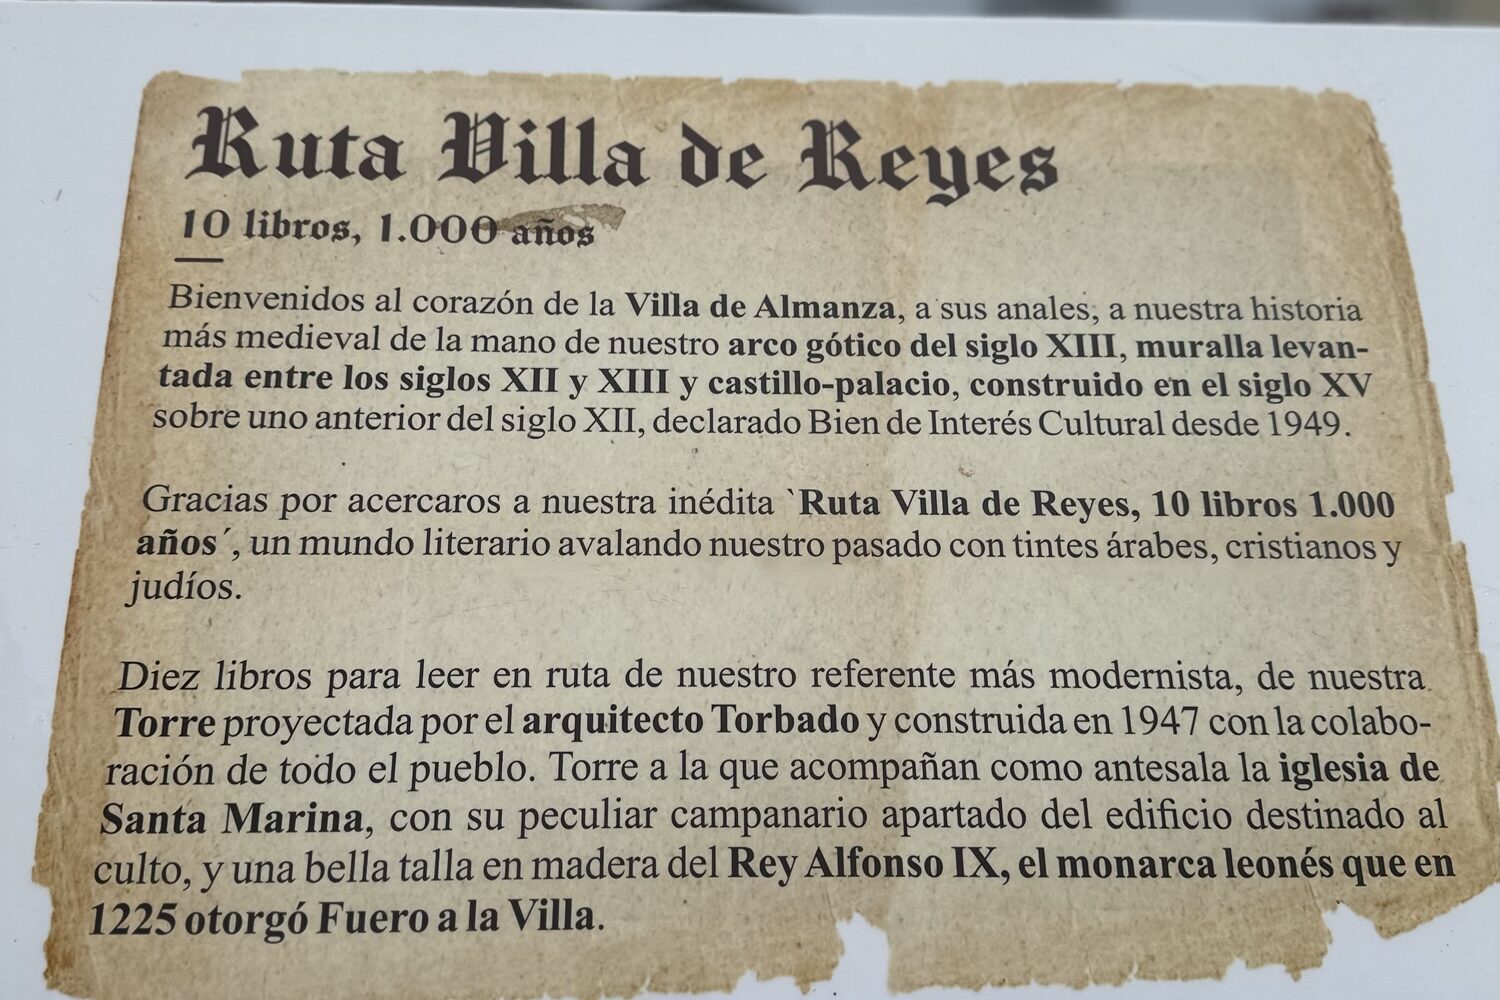 Ruta Villa de Reyes
10 libros, 1.000 años
Bienvenidos al corazón de la Villa de Almanza, a sus anales, a nuestra historia
más medieval de la mano de nuestro arco gótico del siglo XIII, muralla levan-
tada entre los siglos XII y XIII y castillo-palacio, construido en el siglo XV
sobre uno anterior del siglo XII, declarado Bien de Interés Cultural desde 1949.
Gracias por acercaros a nuestra inédita `Ruta Villa de Reyes, 10 libros 1.000
años´, un mundo literario avalando nuestro pasado con tintes árabes, cristianos y
judíos.
Diez libros para leer en ruta de nuestro referente más modernista, de nuestra
Torre proyectada por el arquitecto Torbado y construida en 1947 con la colabo-
ración de todo el pueblo. Torre a la que acompañan como antesala la iglesia de
Santa Marina, con su peculiar campanario apartado del edificio destinado al
culto, y una bella talla en madera del Rey Alfonso IX, el monarca leonés que en
1225 otorgó Fuero a la Villa.